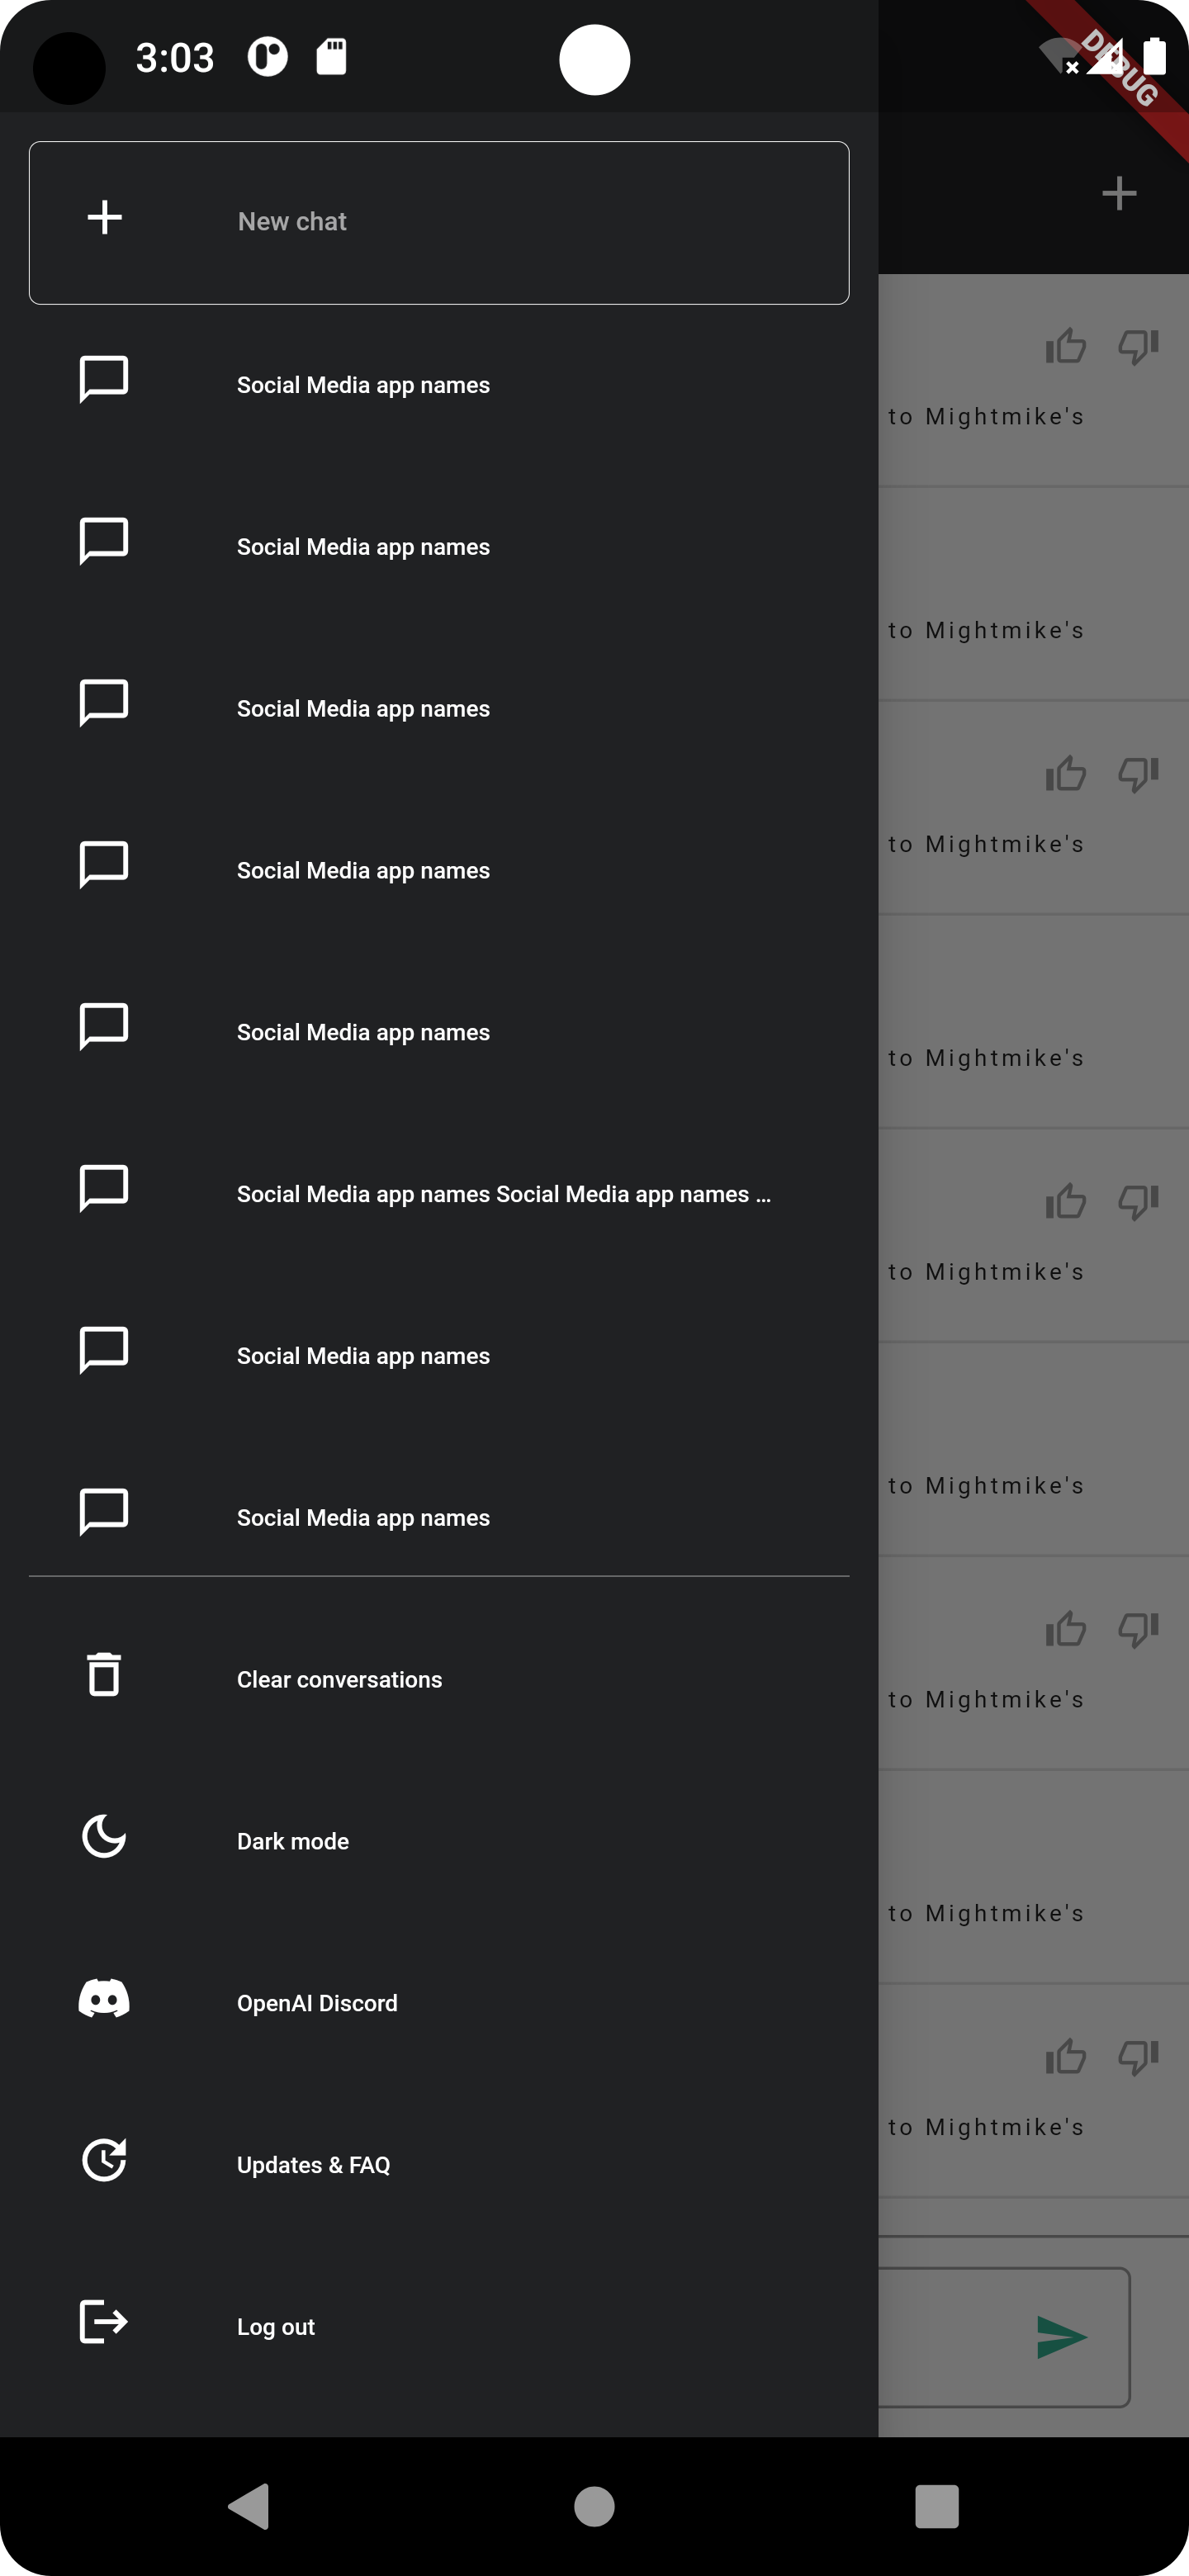 3:03
DEBUG
New chat
Social Media app names
to Mightmike's
Social Media app names
to Mightmike's
Social Media app names
to Mightmike's
Social Media app names
Social Media app names
to Mightmike's
Social Media app names Social Media app names ...
to Mightmike's
Social Media app names
to Mightmike's
Social Media app names
Clear conversations
to Mightmike's
Dark mode
to Mightmike's
OpenAI Discord
to Mightmike's
Updates & FAQ
Log out